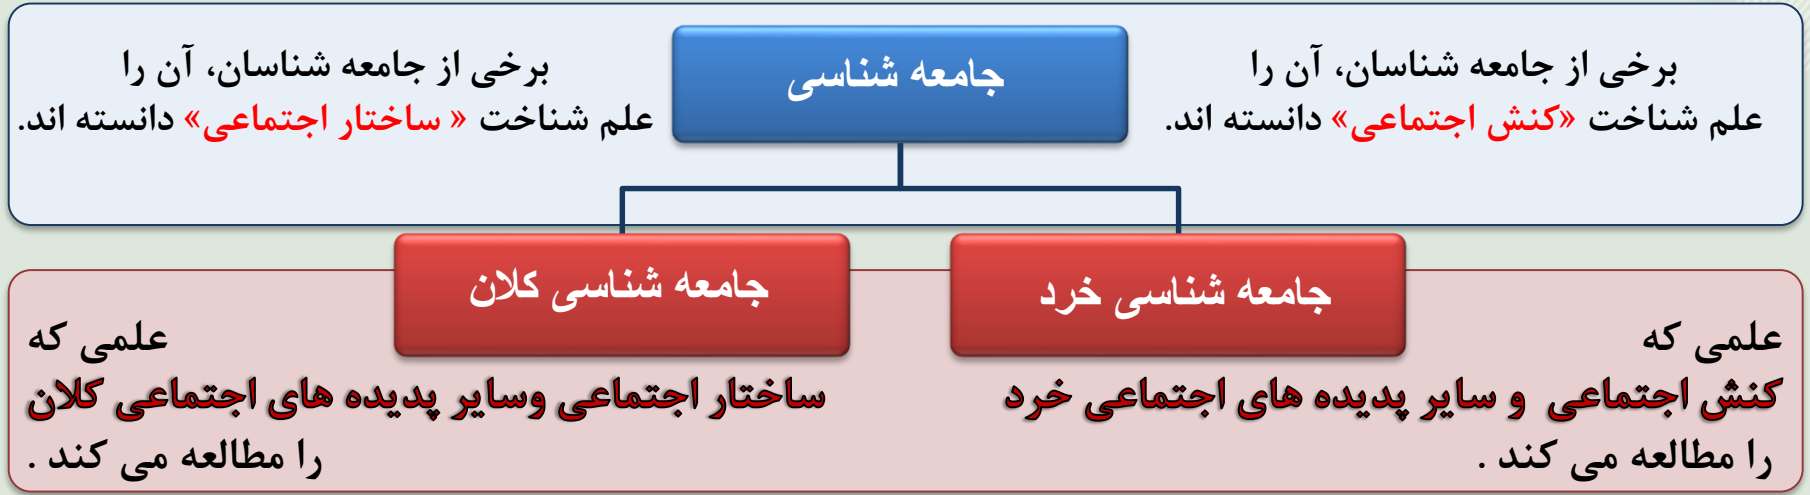 جامعه شناسی
برخی از جامعه شناسان، آن را
علم شناخت «کنش اجتماعی» دانسته اند.
برخی از جامعه شناسان، آن را
علم شناخت « ساختار اجتماعی» دانسته اند.
جامعه شناسی خرد
علمی که
کنش اجتماعی و سایر پدیده های اجتماعی خرد
را مطالعه می کند .
جامعه شناسی کلان
علمی که
ساختار اجتماعی وسایر پدیده های اجتماعی کلان
را مطالعه می کند .